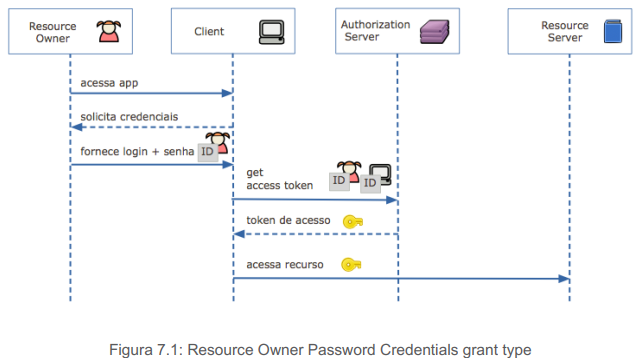 Resource
Owner
Client
Authorization
Server
Resource
Server
acessa app
solicita credenciais
fornece login + senha
ID
get
access token
ID
ID
token de acesso
acessa recurso
Figura 7.1: Resource Owner Password Credentials grant type